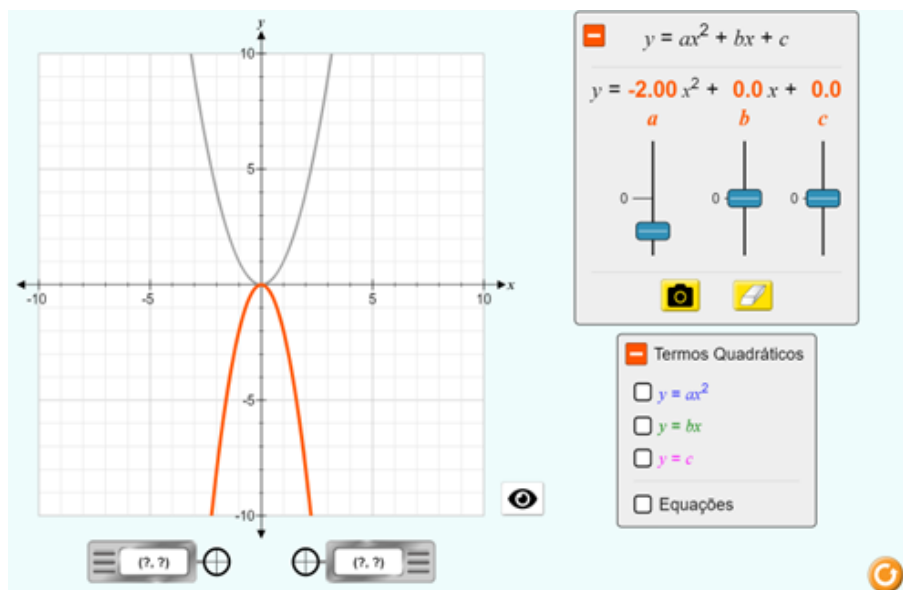 y
10
5
-10
-5
5
10
x
-5
-10
(?, ?)
(?, ?)
y = ax² + bx + c
y = -2.00 x² + 0.0 x + 0.0
a b c
0 0 0
Termos Quadráticos
y = ax²
y = bx
y = c
Equações